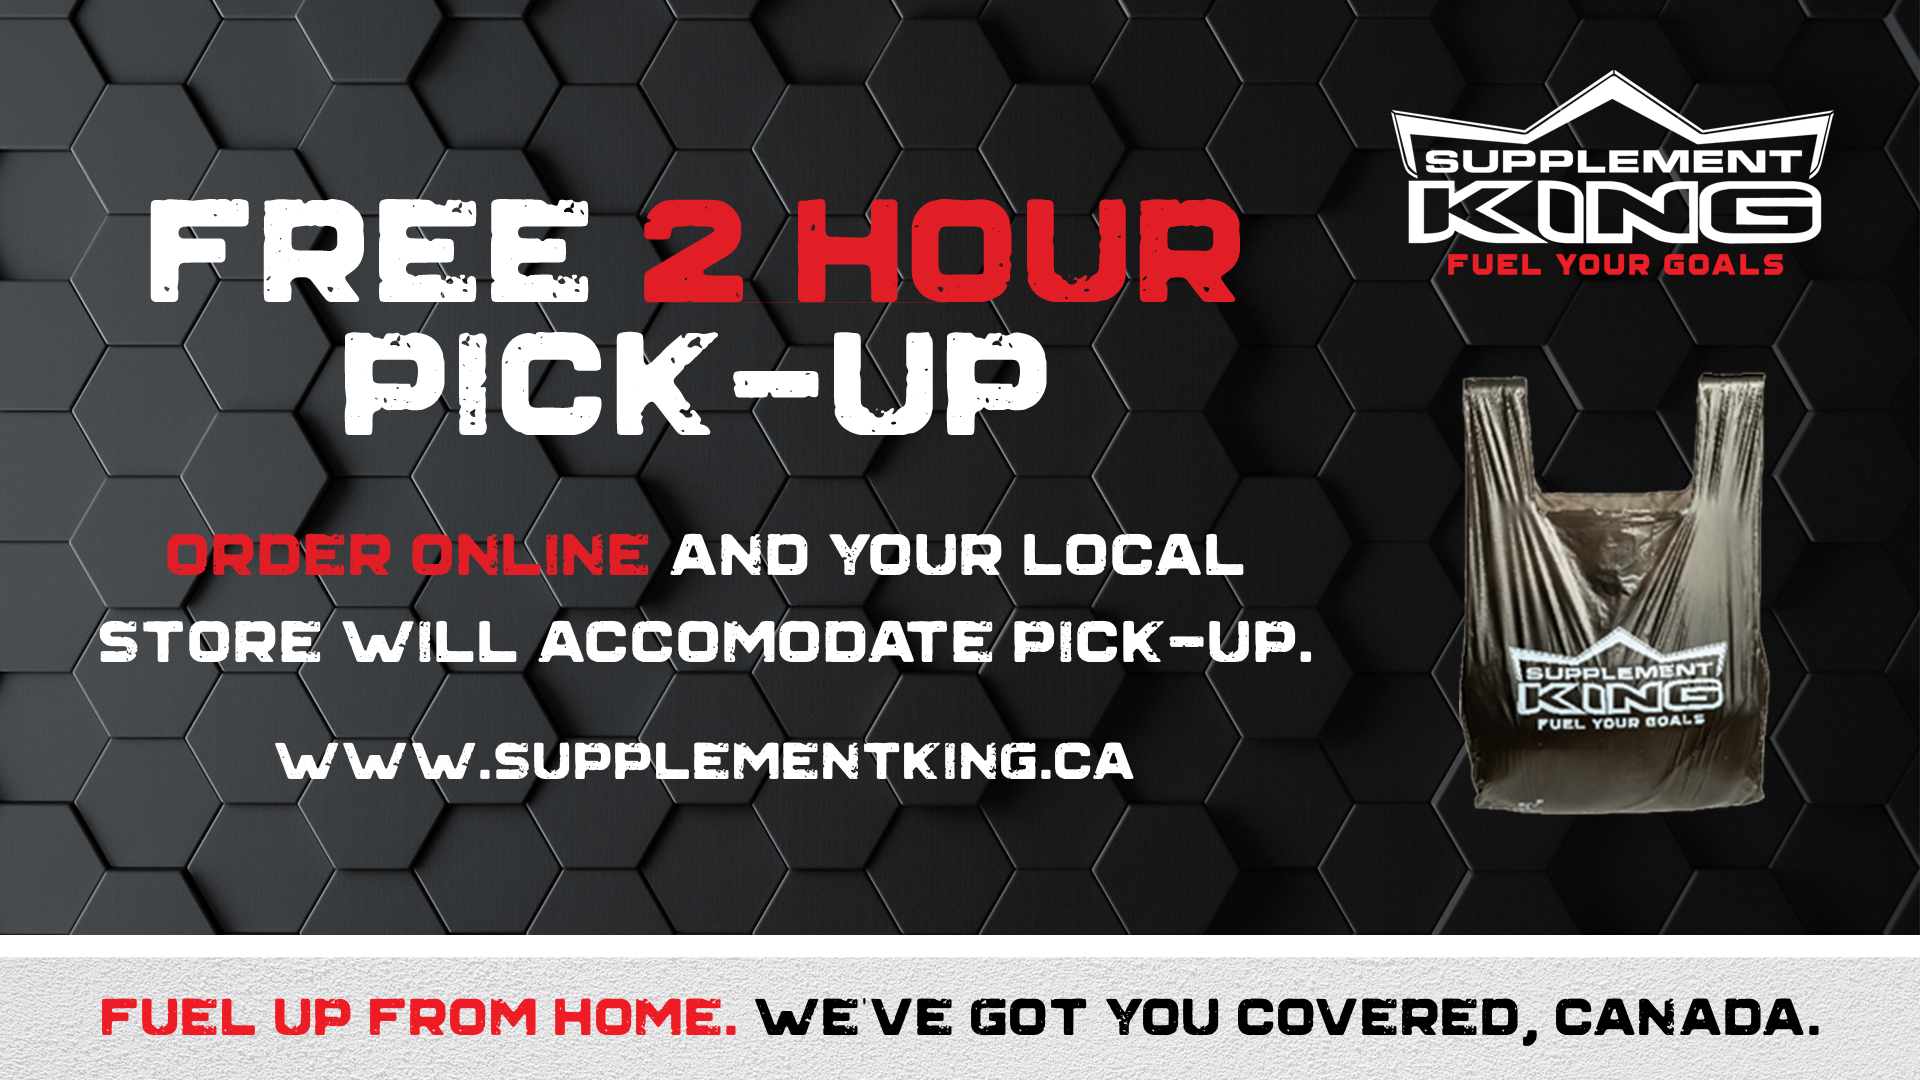 FREE 2 HOUR
PICK-UP
ORDER ONLINE AND YOUR LOCAL
STORE WILL ACCOMODATE PICK-UP.
WWW.SUPPLEMENTKING.CA
SUPPLEMENT
KING
FUEL YOUR GOALS
SUPPLEMENT
KING
FUEL YOUR GOALS
FUEL UP FROM HOME. WE'VE GOT YOU COVERED, CANADA.